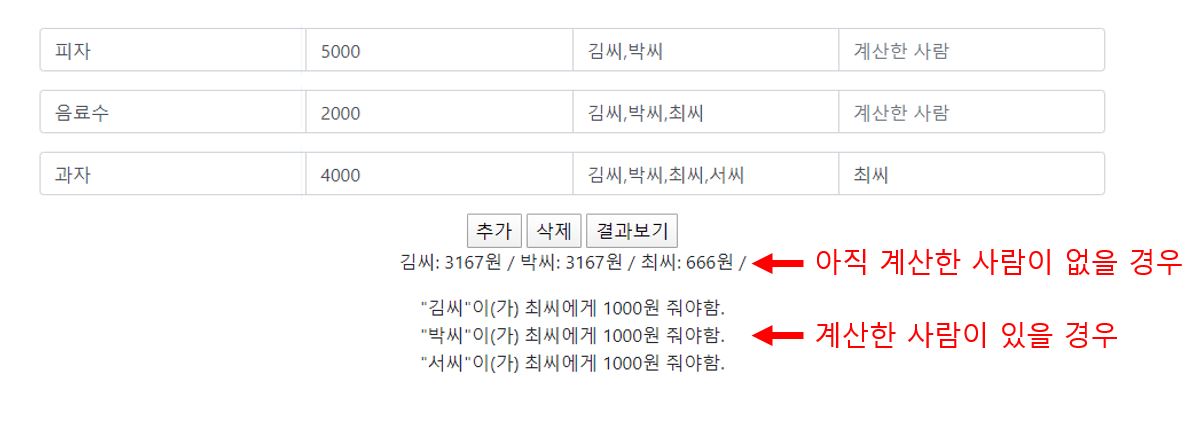 피자 5000 김씨,박씨 계산한 사람
음료수 2000 김씨,박씨,최씨 계산한 사람
과자 4000 김씨,박씨,최씨,서씨 최씨
추가 삭제 결과보기
김씨: 3167원 / 박씨: 3167원 / 최씨: 666원 / 아직 계산한 사람이 없을 경우
"김씨"이(가) 최씨에게 1000원 줘야함.
"박씨"이(가) 최씨에게 1000원 줘야함. 계산한 사람이 있을 경우
"서씨"이(가) 최씨에게 1000원 줘야함.